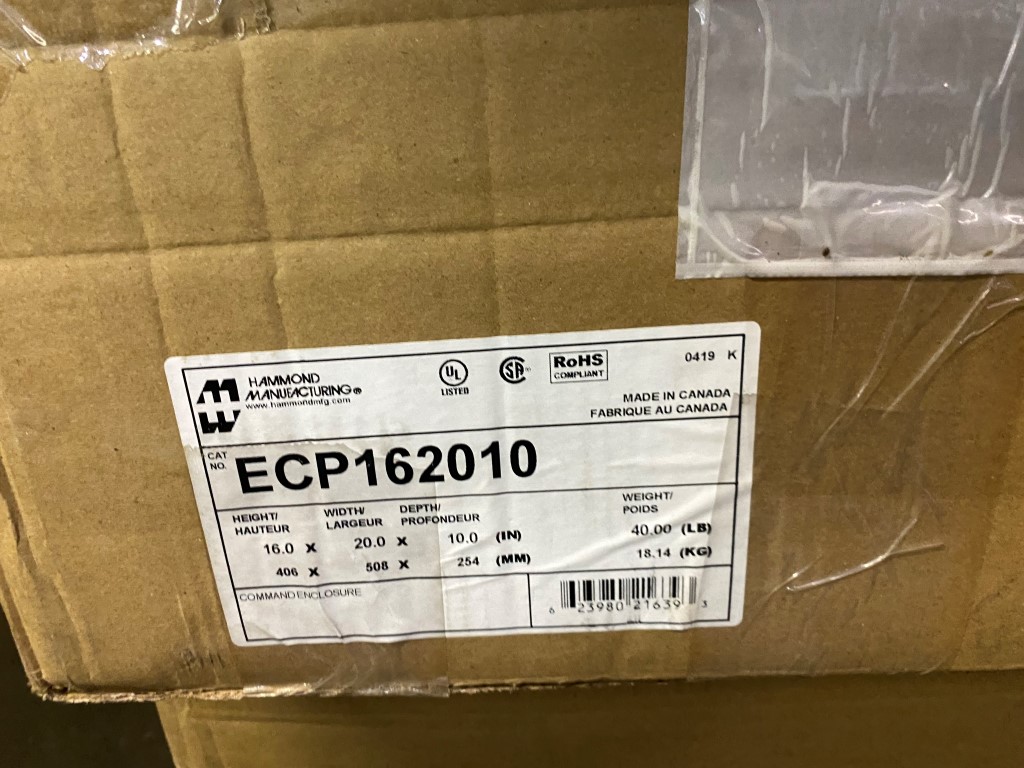 HAMMOND
MANUFACTURING®
www.hammondmfg.com
UL
LISTED
RoHS
COMPLIANT
0419 K
MADE IN CANADA
FABRIQUE AU CANADA
CAT
NO.
ECP162010
HEIGHT/
HAUTEUR
WIDTH/
LARGEUR
DEPTH/
PROFONDEUR
WEIGHT/
POIDS
16.0 X 20.0 X 10.0 (IN) 40.00 (LB)
406 X 508 X 254 (MM) 18.14 (KG)
COMMAND ENCLOSURE
6 23980 21639 3